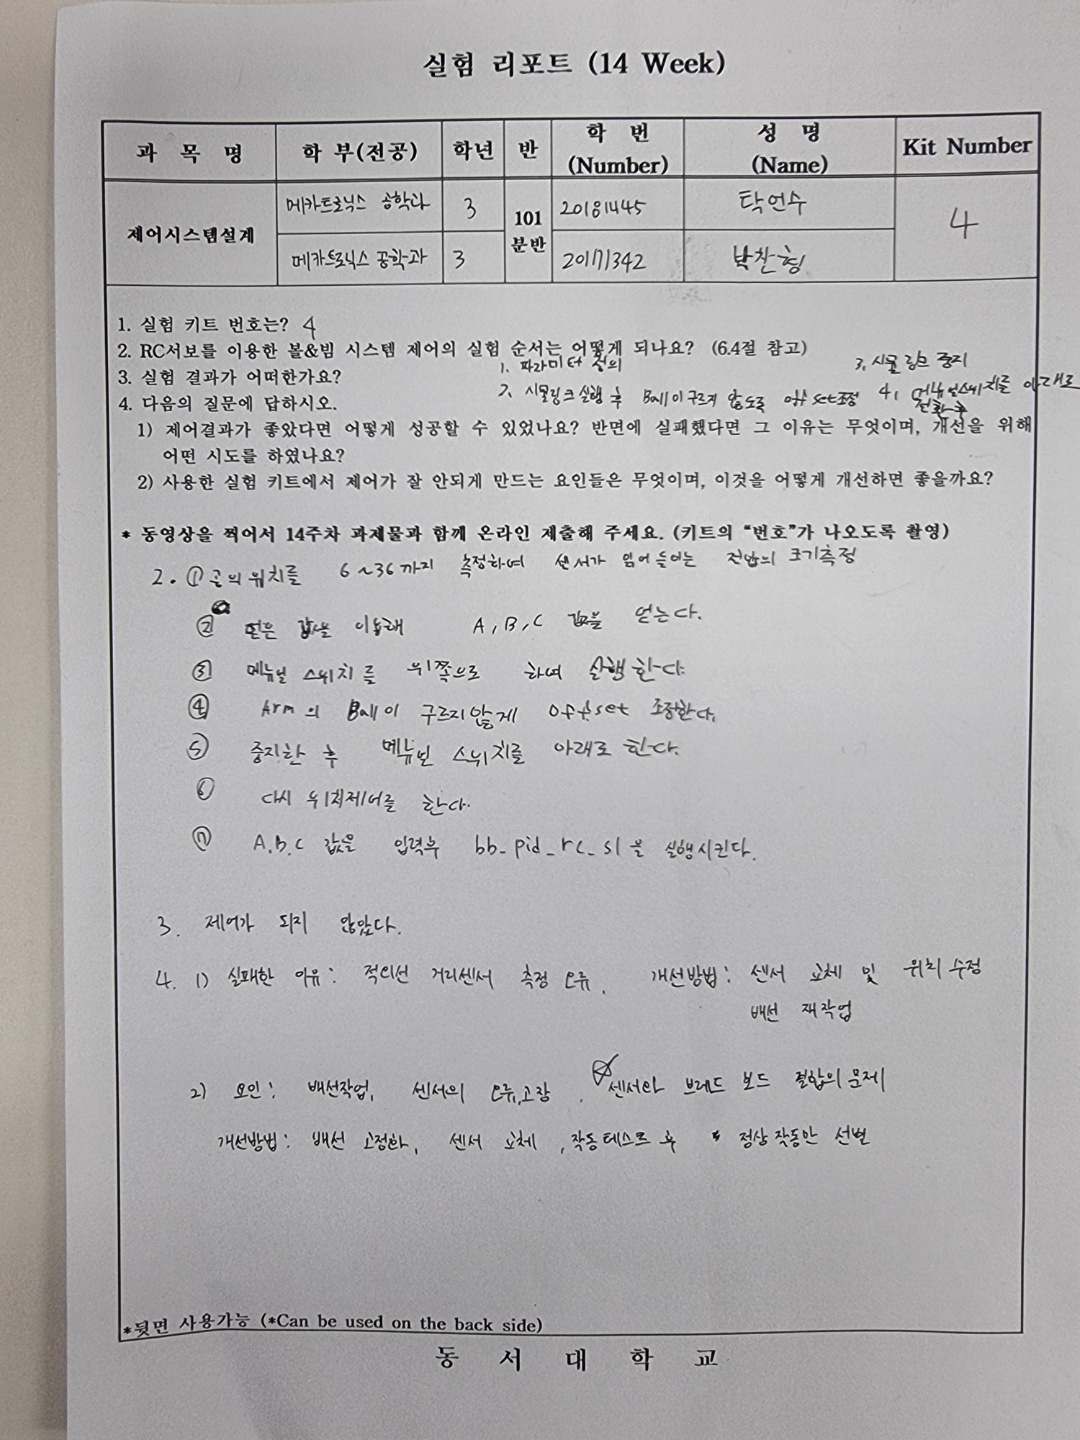 실험 리포트 (14 Week)
과 목 명 학 부(전공) 학년 반 학 번 (Number) 성 명 (Name) Kit Number
제어시스템설계 메카트로닉스 공학과 3 101 분반 20181445 탁언수 4
메카트로닉스 공학과 3 20171342 박찬형
1. 실험 키트 번호는? 4
2. RC서보를 이용한 볼&빔 시스템 제어의 실험 순서는 어떻게 되나요? (6.4절 참고)
1. 파라미터 정의 3. 시뮬링크 중지
3. 실험 결과가 어떠한가요?
2. 시뮬링크 실행 후 Ball이 구르지 않도록 offset조정 4. 메뉴얼스위치를 아래로 전환 후
4. 다음의 질문에 답하시오.
1) 제어결과가 좋았다면 어떻게 성공할 수 있었나요? 반면에 실패했다면 그 이유는 무엇이며, 개선을 위해
어떤 시도를 하였나요?
2) 사용한 실험 키트에서 제어가 잘 안되게 만드는 요인들은 무엇이며, 이것을 어떻게 개선하면 좋을까요?
* 동영상을 찍어서 14주차 과제물과 함께 온라인 제출해 주세요. (키트의 "번호"가 나오도록 촬영)
2. ① 공의 위치를 6~36까지 측정하여 센서가 읽어 들이는 전압의 크기측정
② 얻은 값을 이용해 A, B, C 값을 얻는다.
③ 메뉴얼 스위치를 위쪽으로 하여 실행 한다.
④ Arm의 Ball이 구르지않게 offset 조정한다.
⑤ 중지한 후 메뉴얼 스위치를 아래로 한다.
⑥ 다시 위치제어를 한다.
⑦ A.B.C 값을 입력후 bb_pid_rc_sl을 실행시킨다.
3. 제어가 되지 않았다.
4. 1) 실패한 이유: 적외선 거리센서 측정 오류. 개선방법: 센서 교체 및 위치 수정
배선 재작업
2) 요인: 배선작업, 센서의 오류,고장. 센서와 브레드 보드 결합의 문제
개선방법: 배선 고정화, 센서 교체, 작동테스트 후 정상 작동만 선별
*뒷면 사용가능 (*Can be used on the back side)
동 서 대 학 교